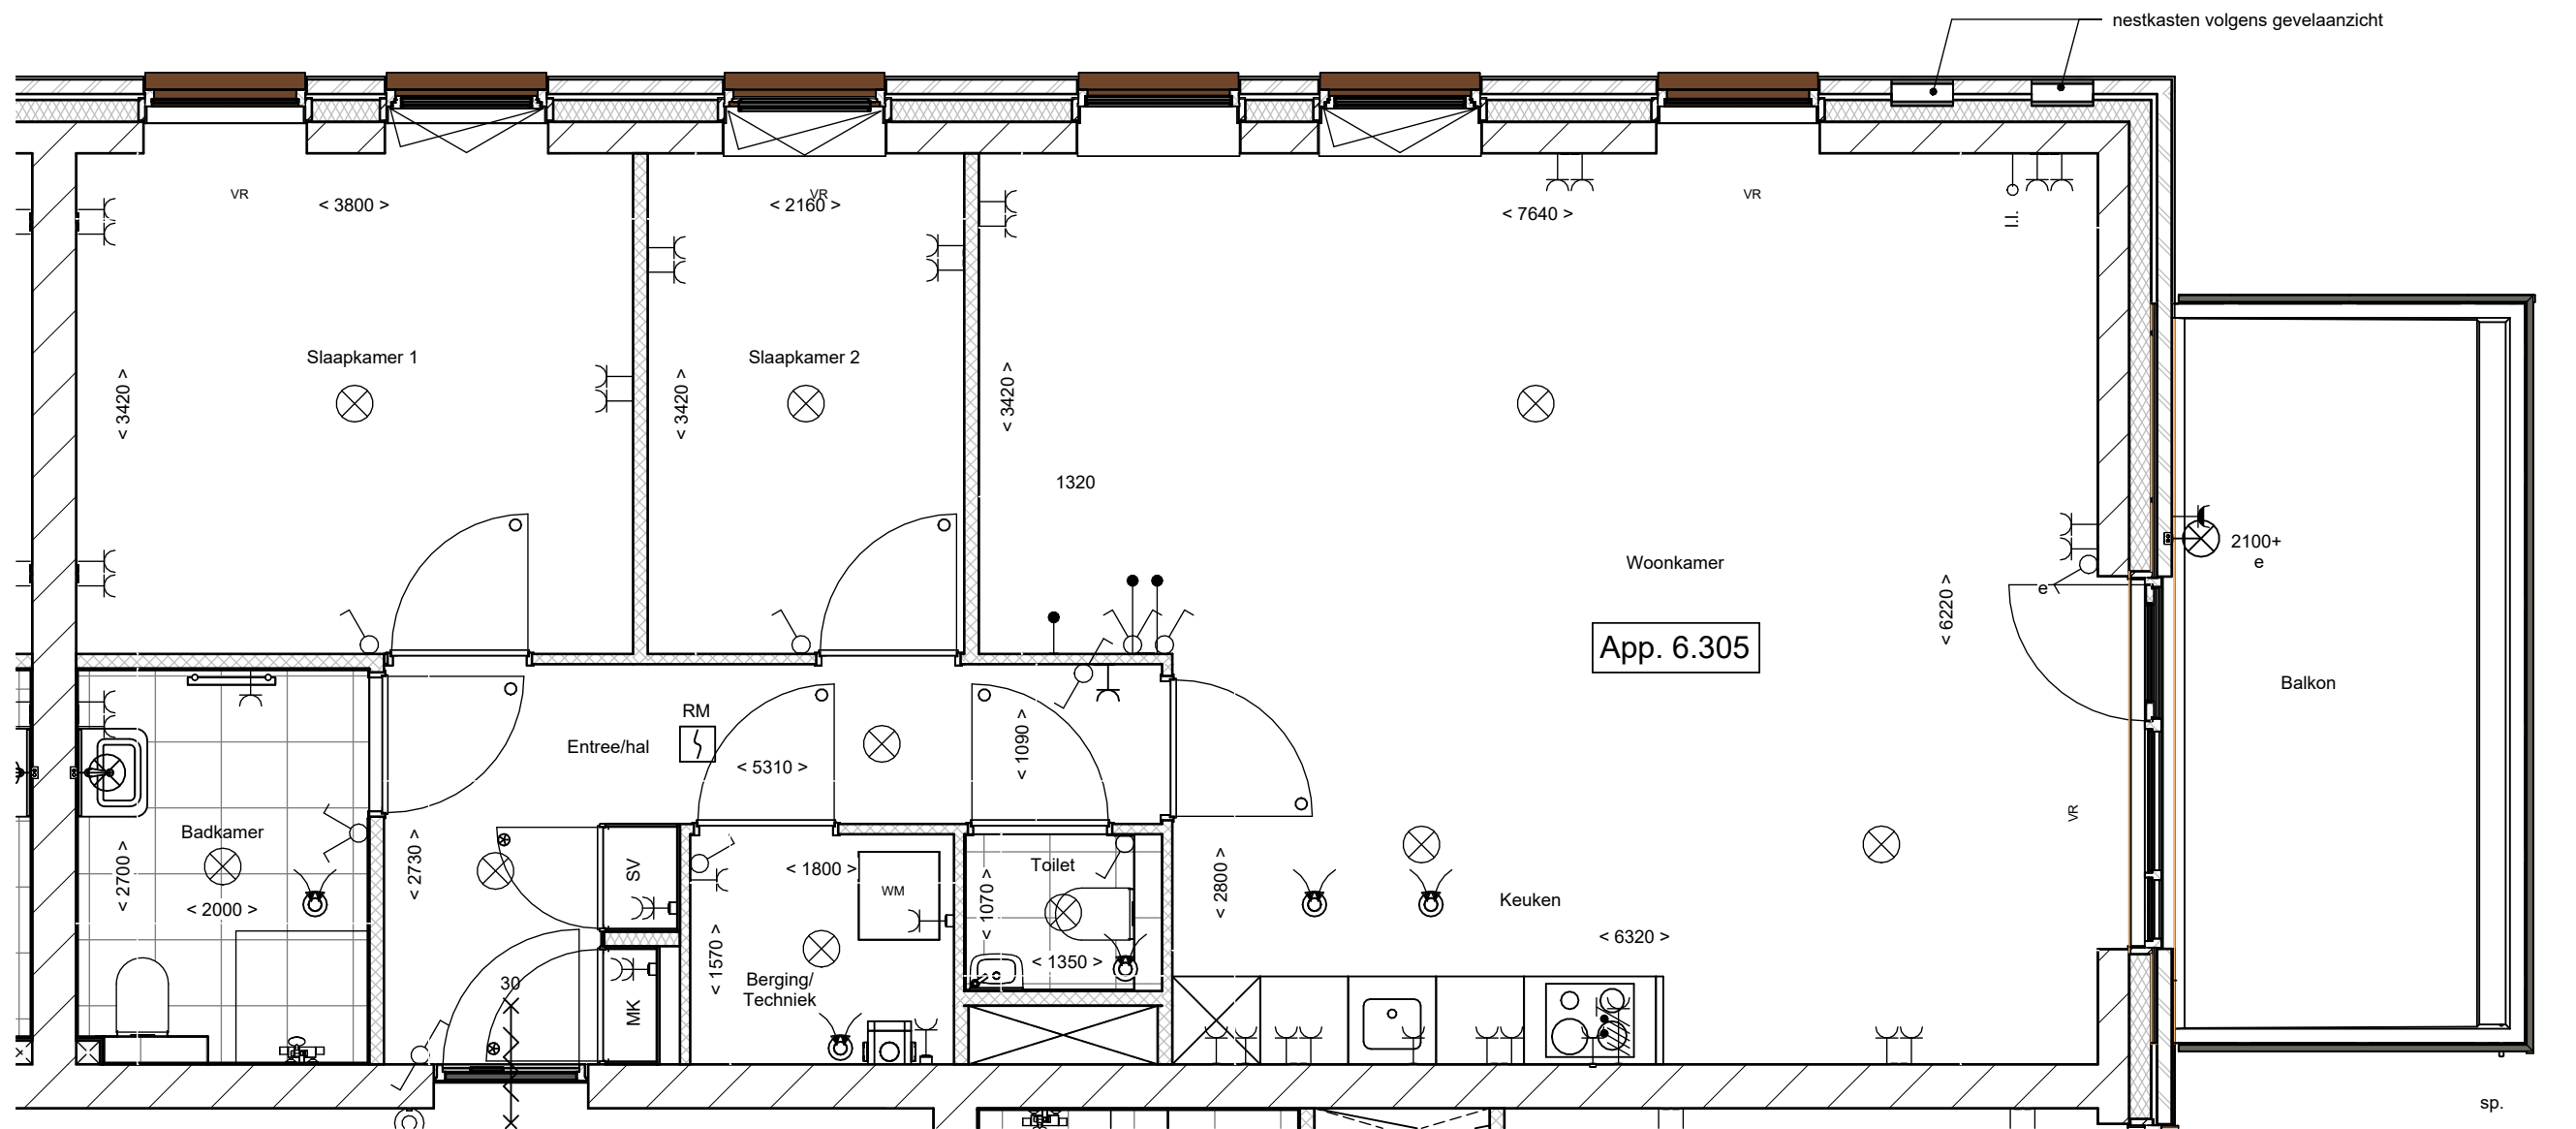 nestkasten volgens gevelaanzicht
VR
< 3800 >
VR
< 2160 >
< 7640 >
VR
I.I.
Slaapkamer 1
Slaapkamer 2
< 3420 >
< 3420 >
< 3420 >
1320
2100+
e
Woonkamer
e
< 6220 >
App. 6.305
Balkon
RM
Entree/hal
< 5310 >
< 1090 >
VR
Badkamer
< 2700 >
< 2000 >
< 2730 >
SV
< 1800 >
WM
Toilet
< 1070 >
< 1350 >
< 2800 >
Keuken
< 6320 >
< 1570 >
Berging/
Techniek
30
MK
sp.